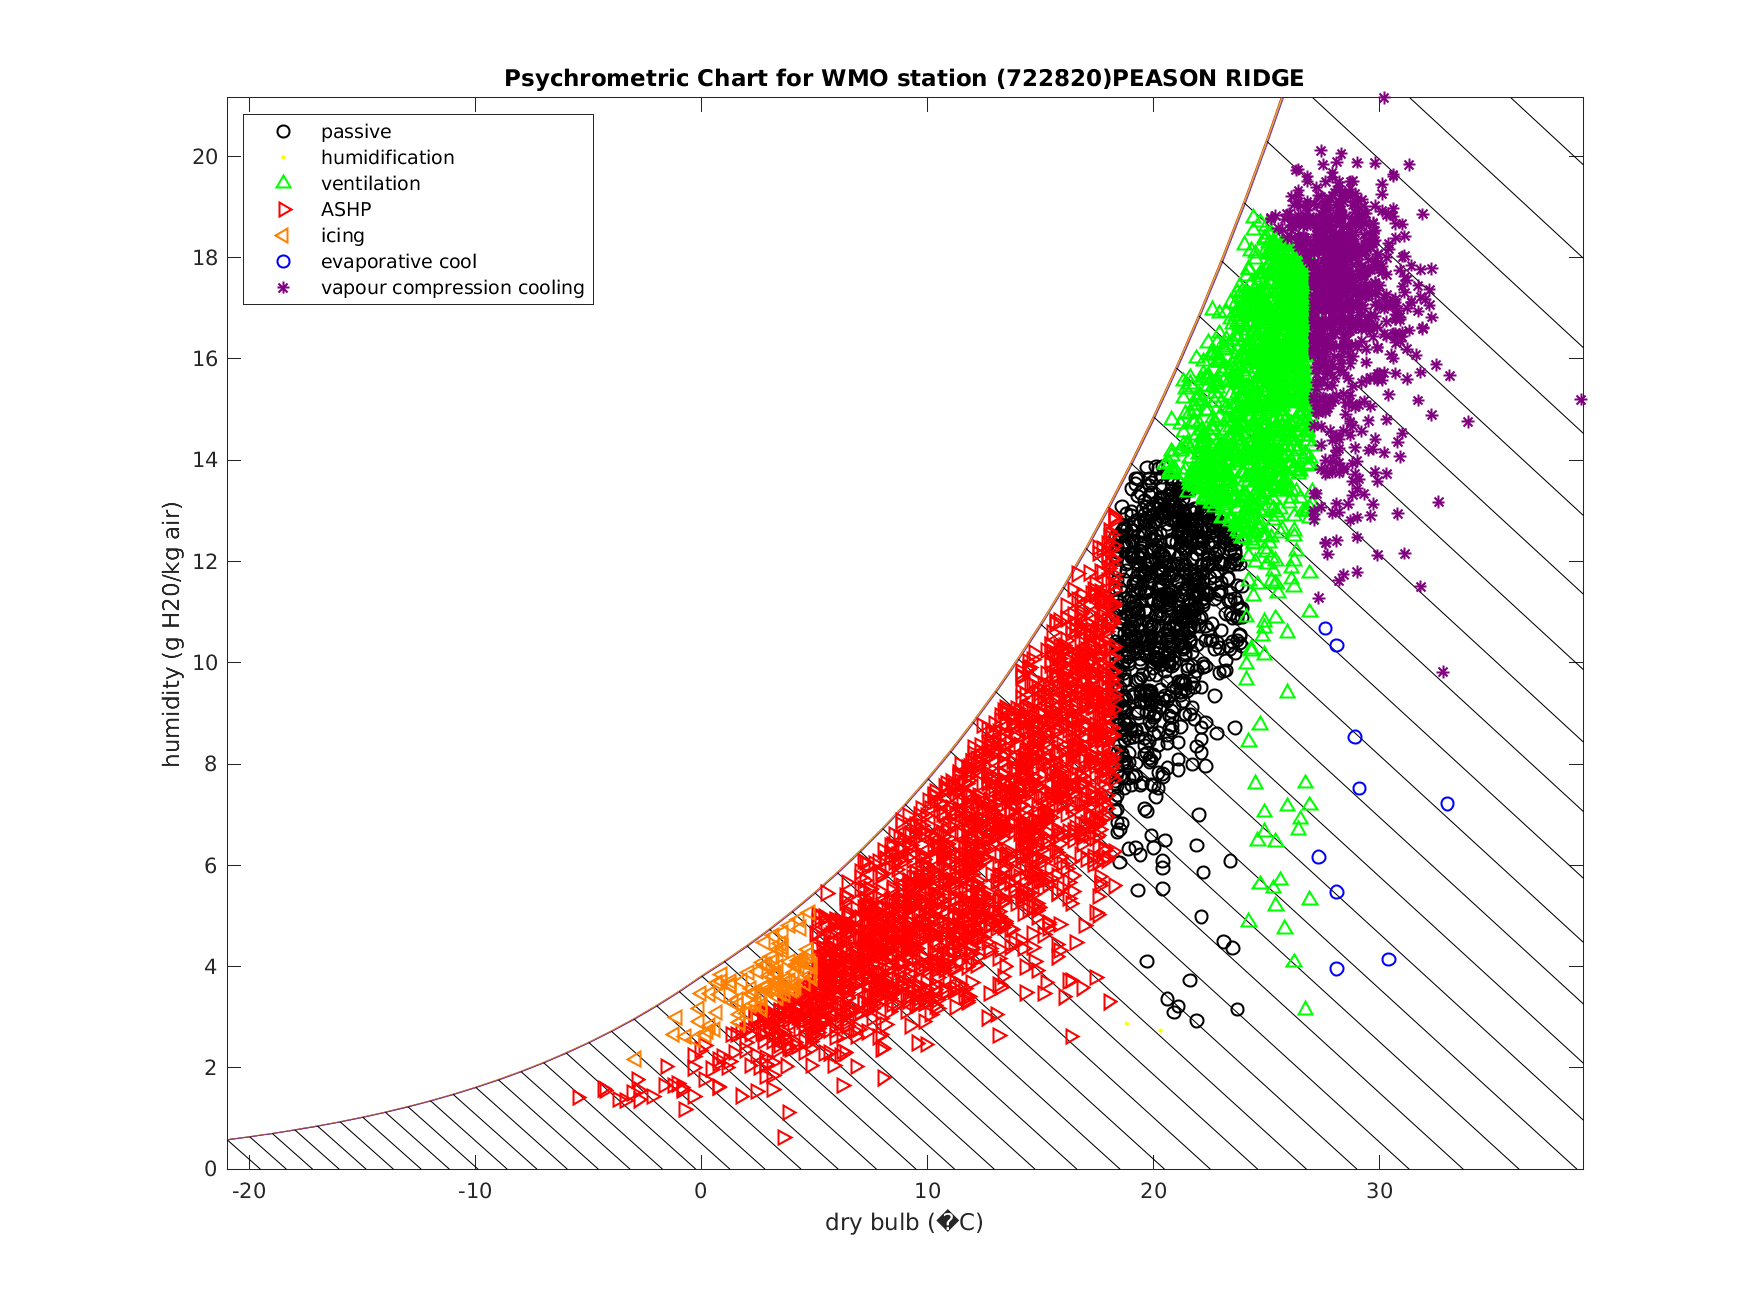 Psychrometric Chart for WMO station (722820)PEASON RIDGE
passive
humidification
ventilation
ASHP
icing
evaporative cool
vapour compression cooling
humidity (g H20/kg air)
20
18
16
14
12
10
8
6
4
2
0
-20 -10 0 10 20 30
dry bulb (�C)